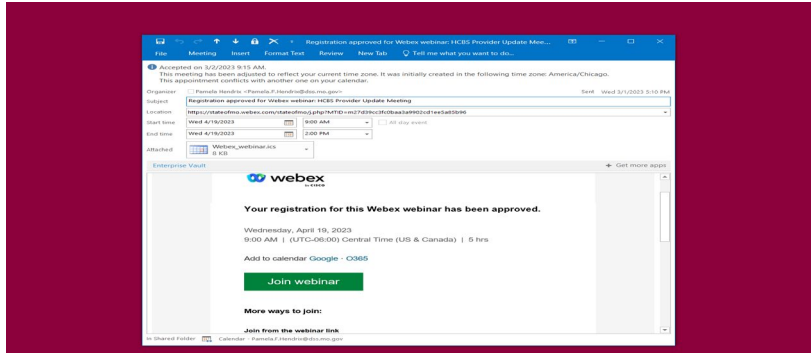 Registration approved for Webex webinar: HCBS Provider Update Mee...
File Meeting Insert Format Text Review New Tab Tell me what you want to do...
Accepted on 3/2/2023 9:15 AM.
This meeting has been adjusted to reflect your current time zone. It was initially created in the following time zone: America/Chicago.
This appointment conflicts with another one on your calendar.
Organizer Pamela Hendrix <Pamela.F.Hendrix@dss.mo.gov> Sent Wed 3/1/2023 5:10 PM
Subject Registration approved for Webex webinar: HCBS Provider Update Meeting
Location
Start time Wed 4/19/2023 9:00 AM All day event
End time Wed 4/19/2023 2:00 PM
Attached Webex_webinar.ics
8 KB
Enterprise Vault + Get more apps
webex
by CISCO
Your registration for this Webex webinar has been approved.
Wednesday, April 19, 2023
9:00 AM | (UTC-06:00) Central Time (US & Canada) | 5 hrs
Add to calendar Google · O365
Join webinar
More ways to join:
Join from the webinar link
In Shared Folder Calendar - Pamela.F.Hendrix@dss.mo.gov